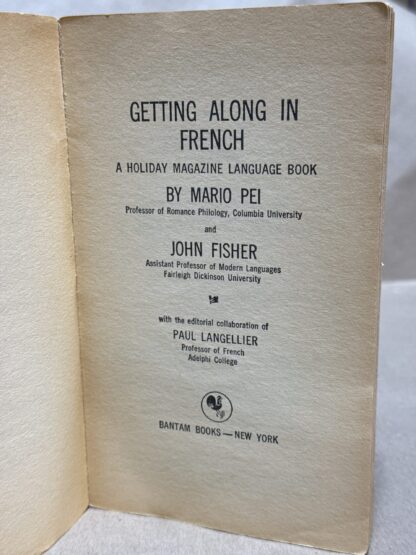 GETTING ALONG IN
FRENCH
A HOLIDAY MAGAZINE LANGUAGE BOOK
BY MARIO PEI
Professor of Romance Philology, Columbia University
and
JOHN FISHER
Assistant Professor of Modern Languages
Fairleigh Dickinson University
with the editorial collaboration of
PAUL LANGELLIER
Professor of French
Adelphi College
BANTAM BOOKS—NEW YORK